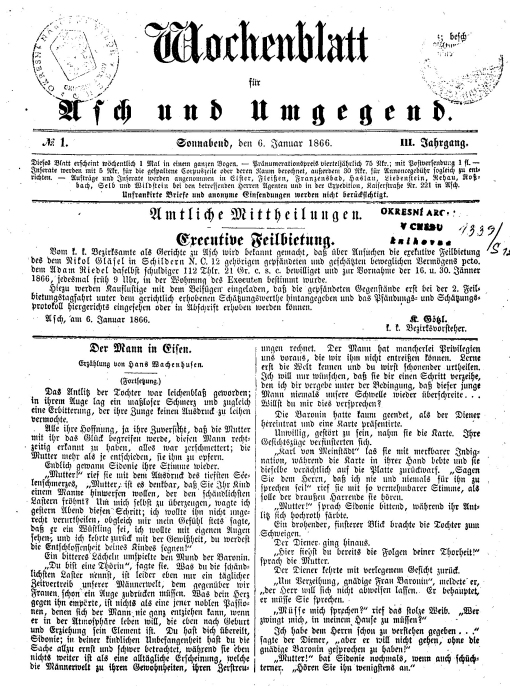 Wochenblatt
für
Asch und Umgegend.
№ 1. Sonnabend, den 6. Januar 1866. III. Jahrgang.
Dieses Blatt erscheint wöchentlich 1 Mal in einem ganzen Bogen. — Pränumerationspreis vierteljährlich 75 Nkr.; mit Postversendung 1 fl. —
Inserate werden mit 5 Nkr. für die gespaltene Corpuszeile oder deren Raum berechnet, außerdem 30 Nkr. für Annoncegebühr zu ent-
richten. — Aufträge und Inserate werden angenommen in Elster, Fleißen, Franzensbad, Haslau, Liebenstein, Rehau, Roß-
bach, Selb und Wildstein bei den betreffenden Herren Agenten und in der Expedition, Kaiserstraße Nr. 221 in Asch.
Unfrankirte Briefe und anonyme Einsendungen werden nicht berücksichtigt.
Amtliche Mittheilungen.
OKRESNÍ ARC
V CHEBU
knihovna
Executive Feilbietung.
Vom k. k. Bezirksamte als Gerichte zu Asch wird bekannt gemacht, daß über Ansuchen die exekutive Feilbietung
des dem Nikol Gläsel in Schildern N. C. 12 gehörigen gepfändeten und geschätzten beweglichen Vermögens pcto.
dem Adam Riedel daselbst schuldiger 112 Thlr. 21 Gr. c. s. c. bewilliget und zur Vornahme der 16. u. 30. Jänner
1866, jedesmal früh 9 Uhr, in der Wohnung des Executen bestimmt wurde.
Hiezu werden Kauflustige mit dem Beifügen eingeladen, daß die gepfändeten Gegenstände erst bei der 2. Feil-
bietungstagfahrt unter dem gerichtlich erhobenen Schätzungswerthe hintangegeben und das Pfändungs- und Schätzungs-
protokoll hiergerichts eingesehen oder in Abschrift erhoben werden können.
Asch, am 6. Januar 1866. K. Gößl.
k. k. Bezirksvorsteher.
Der Mann in Eisen.
Erzählung von Hans Wachenhusen.
(Fortsetzung.)
Das Antlitz der Tochter war leichenblaß geworden;
in ihrem Auge lag ein maßloser Schmerz und zugleich
eine Erbitterung, der ihre Zunge keinen Ausdruck zu leihen
vermochte.
Alle ihre Hoffnung, ja ihre Zuversicht, daß die Mutter
mit ihr das Glück begreifen werde, diesen Mann recht-
zeitig erkannt zu haben, alles war zerschmettert; die
Mutter mehr als je entschieden, sie ihm zu opfern.
Endlich gewann Sidonie ihre Stimme wieder.
„Mutter!“ rief sie mit dem Ausdruck des tiefsten See-
lenschmerzes, „Mutter, ist es denkbar, daß Sie Ihr Kind
einem Manne hinwerfen wollen, der den schändlichsten
Lastern fröhnt? Um mich selbst zu überzeugen, wagte ich
gestern Abend diesen Schritt; ich wollte ihn nicht unge-
recht verurtheilen, obgleich mir mein Gefühl stets sagte,
daß er ein Wüstling sei, ich wollte mit eigenen Augen
sehen, und ich kehrte zurück mit der Gewißheit, du werdest
die Entschlossenheit deines Kindes segnen!“
Ein bitteres Lächeln umspielte den Mund der Baronin.
„Du bist eine Thörin“, sagte sie. Was du die schänd-
lichsten Laster nennst, ist leider eben nur ein täglicher
Zeitvertreib unserer Männerwelt, dem gegenüber wir
Frauen schon ein Auge zudrücken müssen. Was dein Herz
gegen ihn empörte, ist nichts als eine jener noblen Passio-
nen, denen sich der Mann nie ganz entziehen kann, wenn
er in der Atmosphäre leben will, die eben nach Geburt
und Erziehung sein Element ist. Du hast dich übereilt,
Sidonie; in deiner kindischen Unbefangenheit hast du die
Sache allzu ernst und schwer betrachtet, während sie eben
nichts weiter ist als eine alltägliche Erscheinung, welche
die Männerwelt zu ihren Gewohnheiten, ihren Zerstreu-
ungen rechnet. Der Mann hat mancherlei Privilegien
uns voraus, die wir ihm nicht entreißen können. Lerne
erst die Welt kennen und du wirst schonender urtheilen.
Ich will nur wünschen, daß sie dir einen Schritt verzeihe,
den ich dir vergebe unter der Bedingung, daß dieser junge
Mann niemals unsere Schwelle wieder überschreite. . .
Willst du mir dies versprechen?
Die Baronin hatte kaum geendet, als der Diener
hereintrat und eine Karte präsentirte.
Unwillig, gestört zu sein, nahm sie die Karte. Ihre
Gesichtszüge verfinsterten sich.
„Karl von Meinstädt“ las sie mit merkbarer Indig-
nation, während die Karte in ihrer Hand bebte und sie
dieselbe verächtlich auf die Platte zurückwarf. „Sagen
Sie dem Herrn, daß ich nie und niemals für ihn zu
sprechen sei!“ rief sie mit so vernehmbarer Stimme, als
solle der draußen Harrende sie hören.
„Mutter!“ sprach Sidonie bittend, während ihr Ant-
litz sich hochroth färbte.
Ein drohender, finsterer Blick brachte die Tochter zum
Schweigen.
Der Diener ging hinaus.
„Hier siehst du bereits die Folgen deiner Thorheit!“
sprach die Mutter.
Der Diener kehrte mit verlegenem Gesicht zurück.
„Um Verzeihung, gnädige Frau Baronin“, meldete er,
„der Herr will sich nicht abweisen lassen. Er behauptet,
er müsse Sie sprechen.
„Müsse mich sprechen?“ rief das stolze Weib. „Wer
zwingt mich, in meinem Hause zu müssen?“
„Ich habe dem Herrn schon zu verstehen gegeben . . .“
sagte der Diener, „aber er will nicht gehen, ohne die
gnädige Baronin gesprochen zu haben!“
„Mutter!“ bat Sidonie nochmals, wenn auch schüch-
terner. „Hören Sie ihn wenigstens an!“